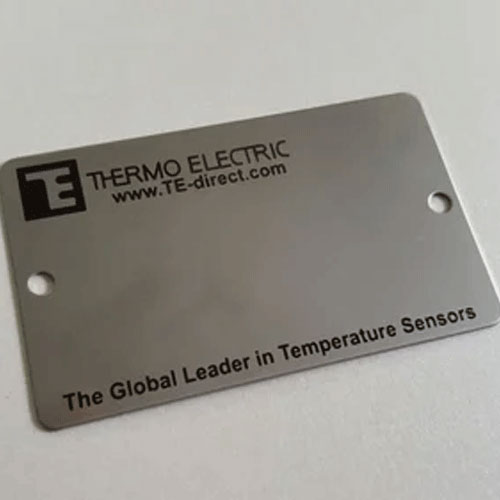 TE THERMO ELECTRIC
www.TE-direct.com
The Global Leader in Temperature Sensors